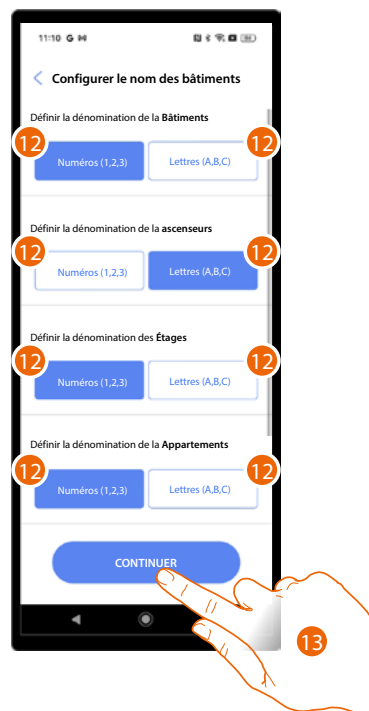 11:10 G
Configurer le nom des bâtiments
Définir la dénomination de la Bâtiments
12 12
Numéros (1,2,3) Lettres (A,B,C)
Définir la dénomination de la ascenseurs
12 12
Numéros (1,2,3) Lettres (A,B,C)
Définir la dénomination des Étages
12 12
Numéros (1,2,3) Lettres (A,B,C)
Définir la dénomination de la Appartements
12 12
Numéros (1,2,3) Lettres (A,B,C)
CONTINUER
13